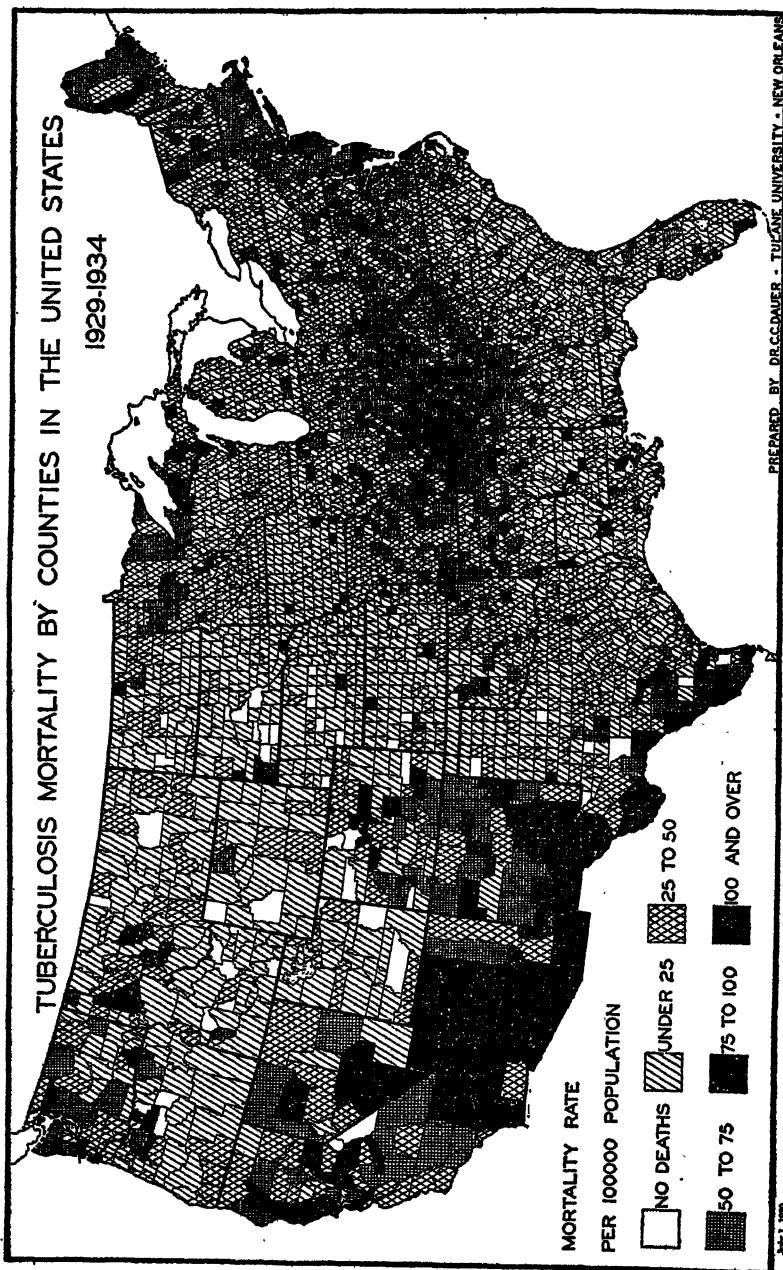 TUBERCULOSIS MORTALITY BY COUNTIES IN THE UNITED STATES
1929-1934
MORTALITY RATE
PER 100000 POPULATION
NO DEATHS
UNDER 25
25 TO 50
50 TO 75
75 TO 100
100 AND OVER
PREPARED BY DR.C.C.DAUER - TULANE UNIVERSITY - NEW ORLEANS